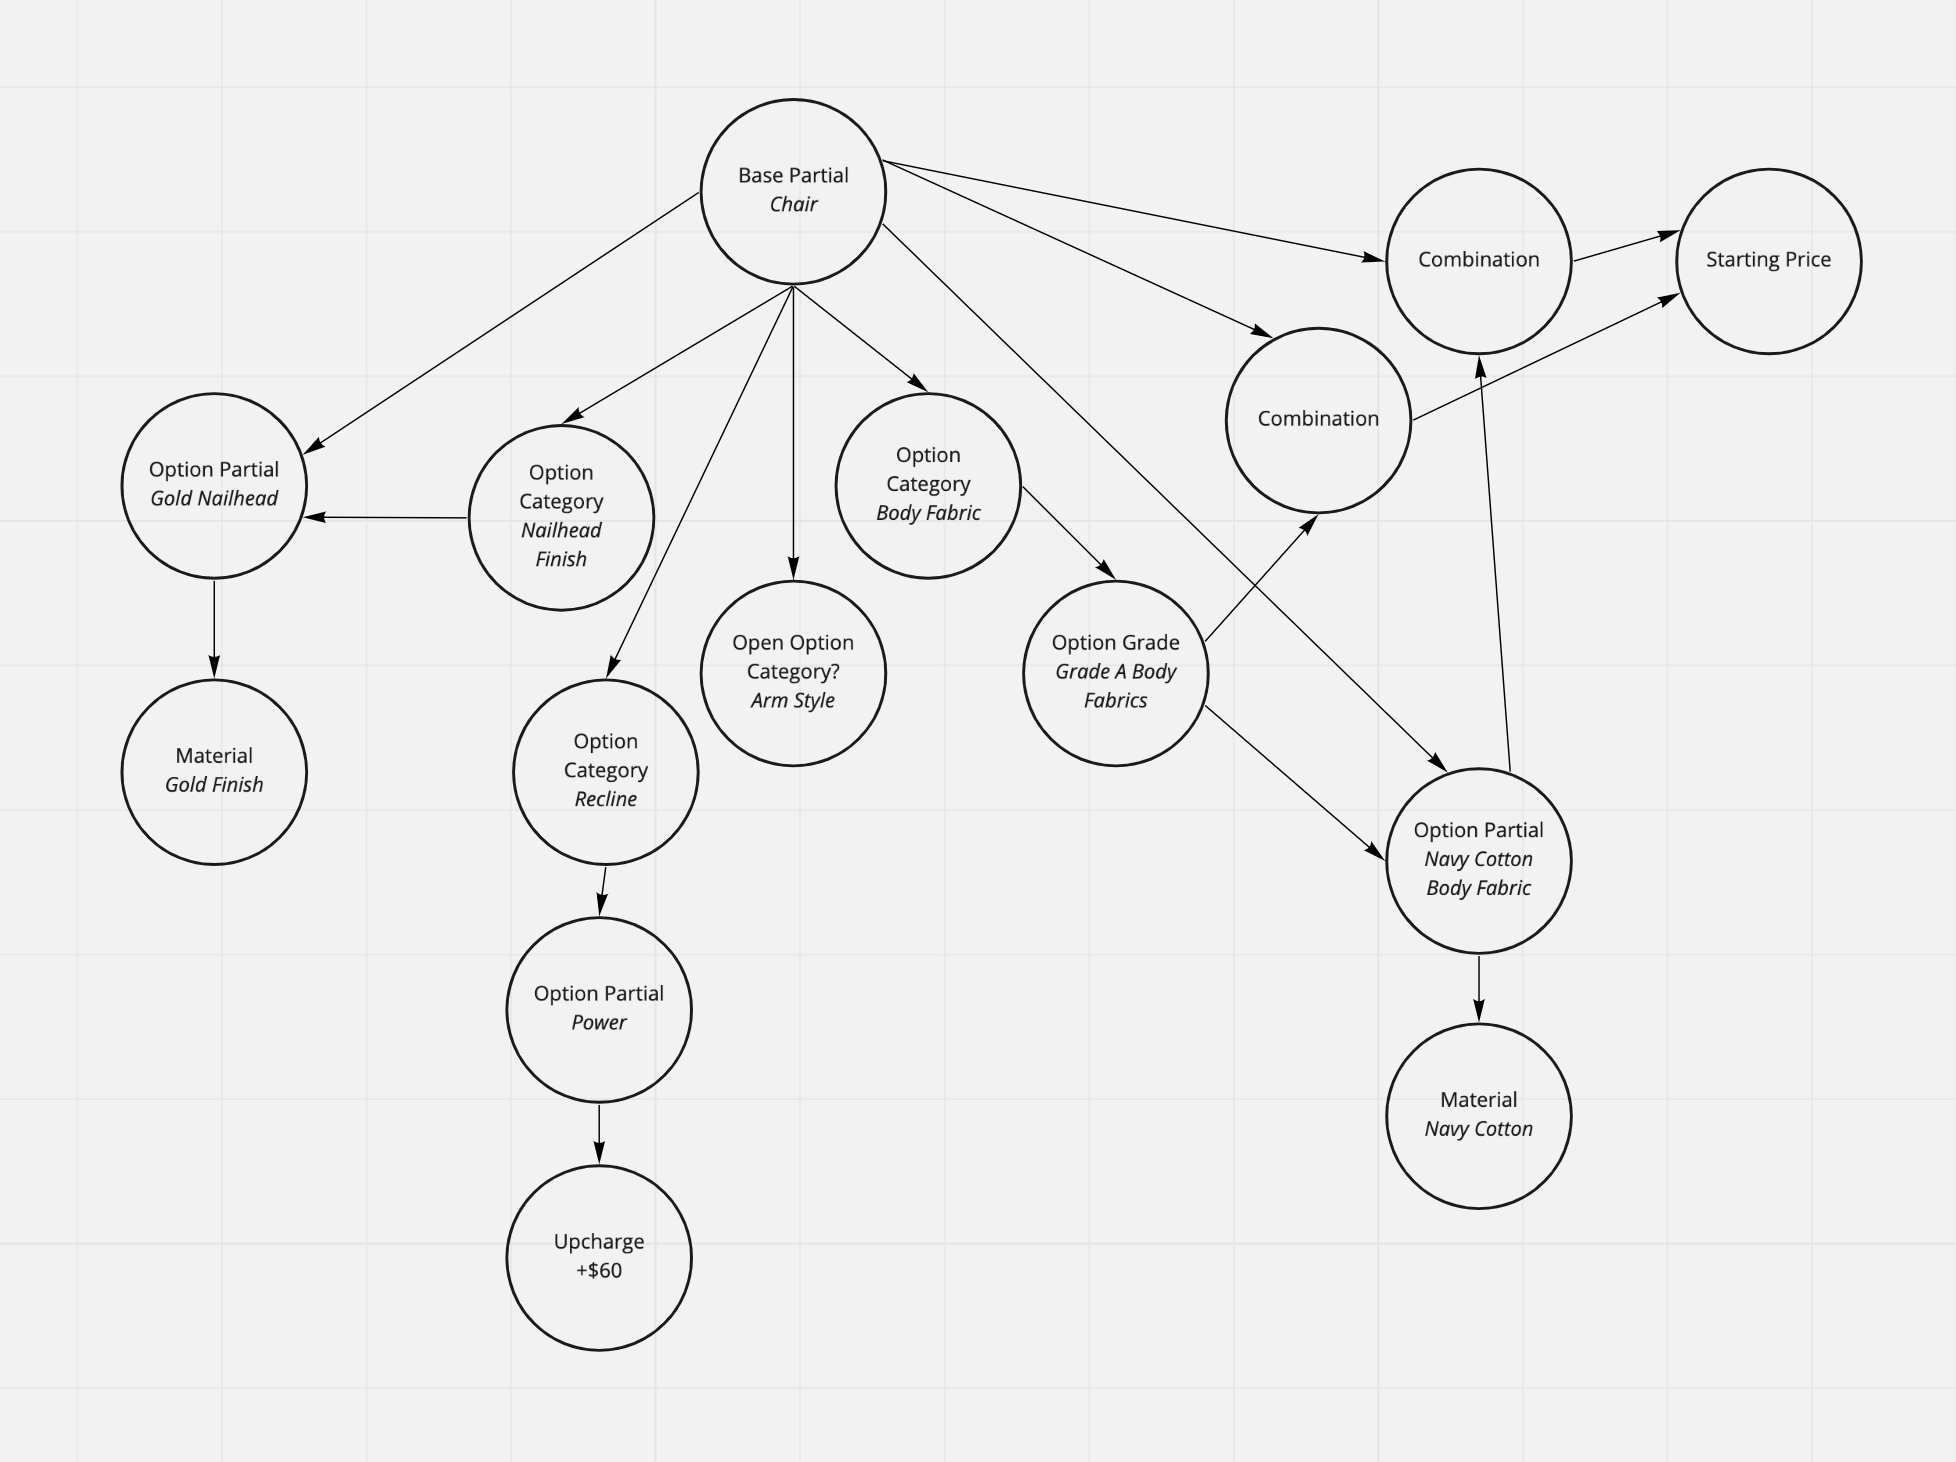 Base Partial
Chair
Combination
Starting Price
Combination
Option Partial
Gold Nailhead
Option
Category
Nailhead
Finish
Option
Category
Body Fabric
Open Option
Category?
Arm Style
Option Grade
Grade A Body
Fabrics
Material
Gold Finish
Option
Category
Recline
Option Partial
Navy Cotton
Body Fabric
Option Partial
Power
Material
Navy Cotton
Upcharge
+$60